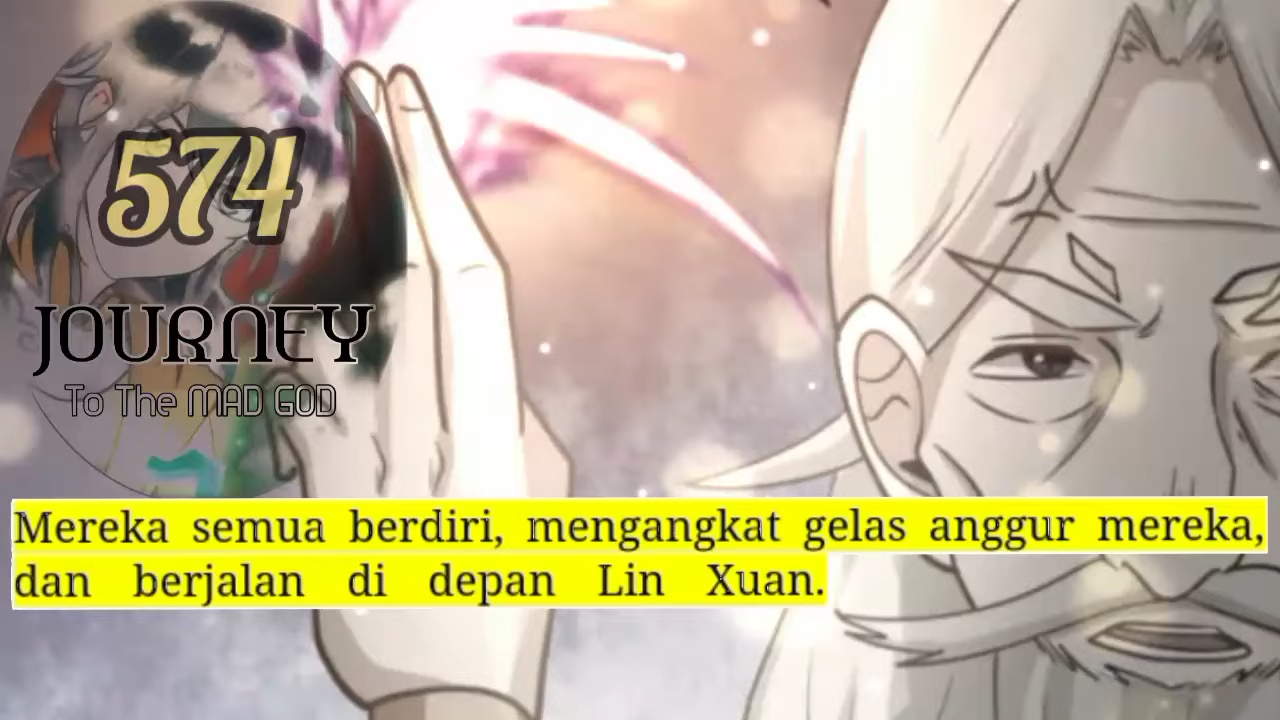 574
JOURNEY
To The MAD GOD
Mereka semua berdiri, mengangkat gelas anggur mereka,
dan berjalan di depan Lin Xuan.